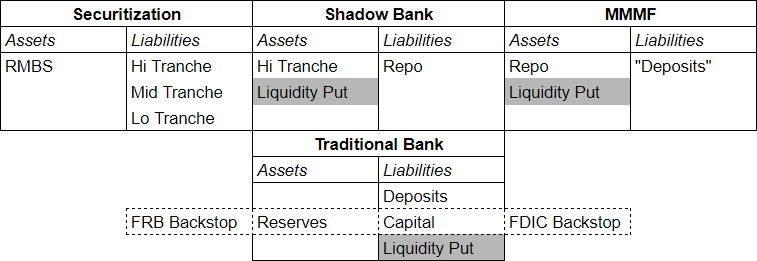 Securitization Shadow Bank MMMF
Assets Liabilities Assets Liabilities Assets Liabilities
RMBS Hi Tranche Hi Tranche Repo Repo "Deposits"
Mid Tranche Liquidity Put Liquidity Put
Lo Tranche
Traditional Bank
Assets Liabilities
Deposits
FRB Backstop Reserves Capital FDIC Backstop
Liquidity Put